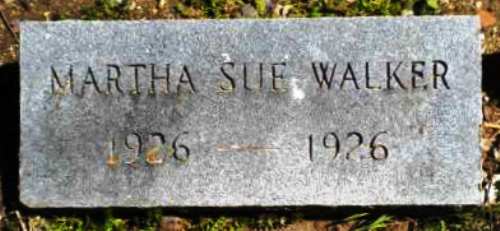 MARTHA SUE WALKER
1926 — 1926